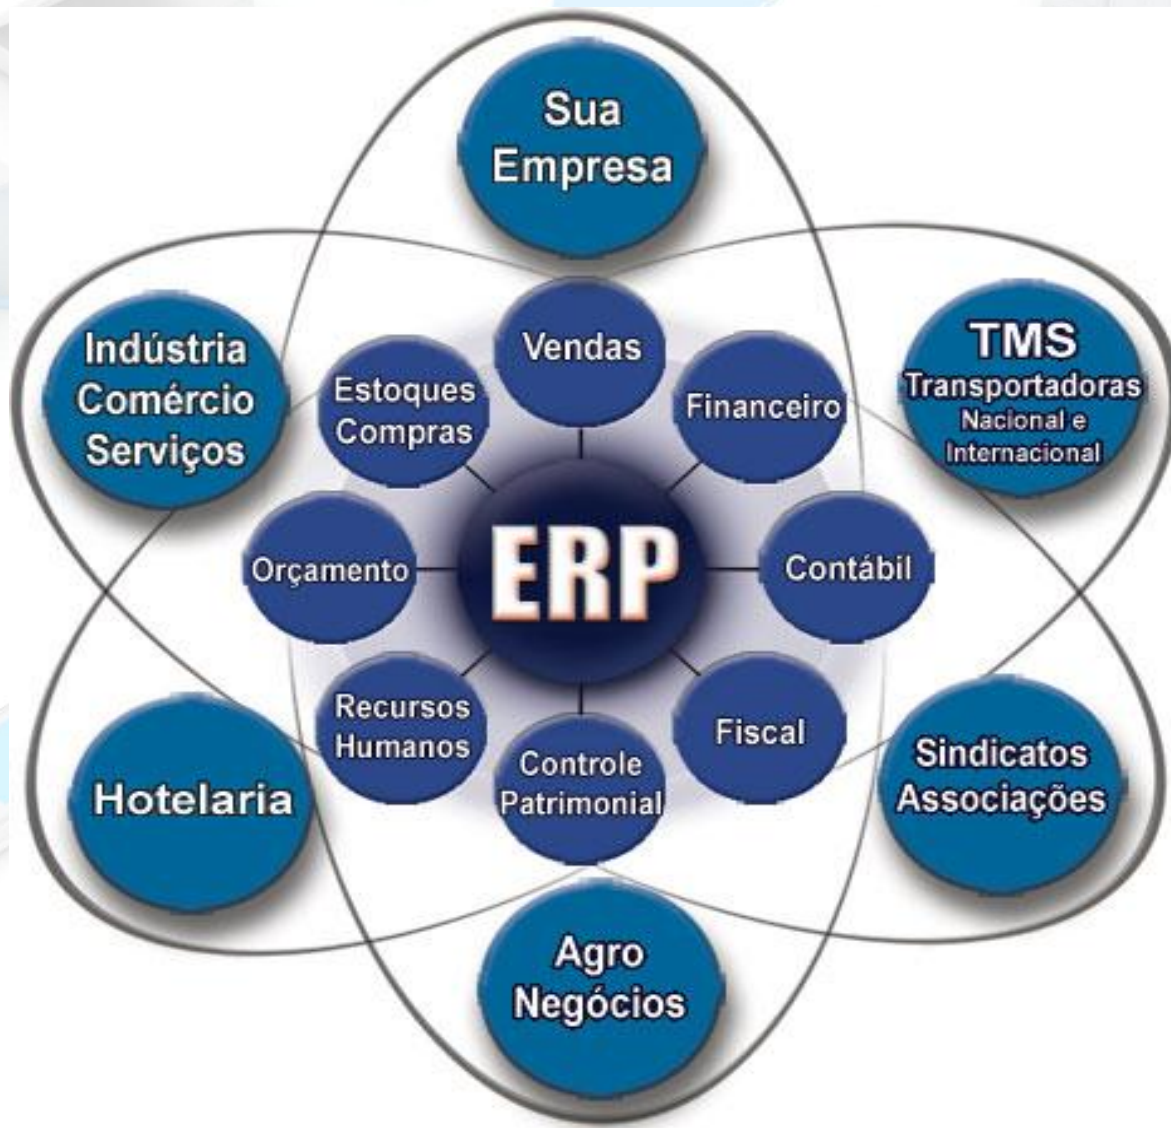 Sua
Empresa
Indústria
Comércio
Serviços
TMS
Transportadoras
Nacional e
Internacional
Vendas
Estoques
Compras
Financeiro
Orçamento
ERP
Contábil
Recursos
Humanos
Controle
Patrimonial
Fiscal
Hotelaria
Sindicatos
Associações
Agro
Negócios